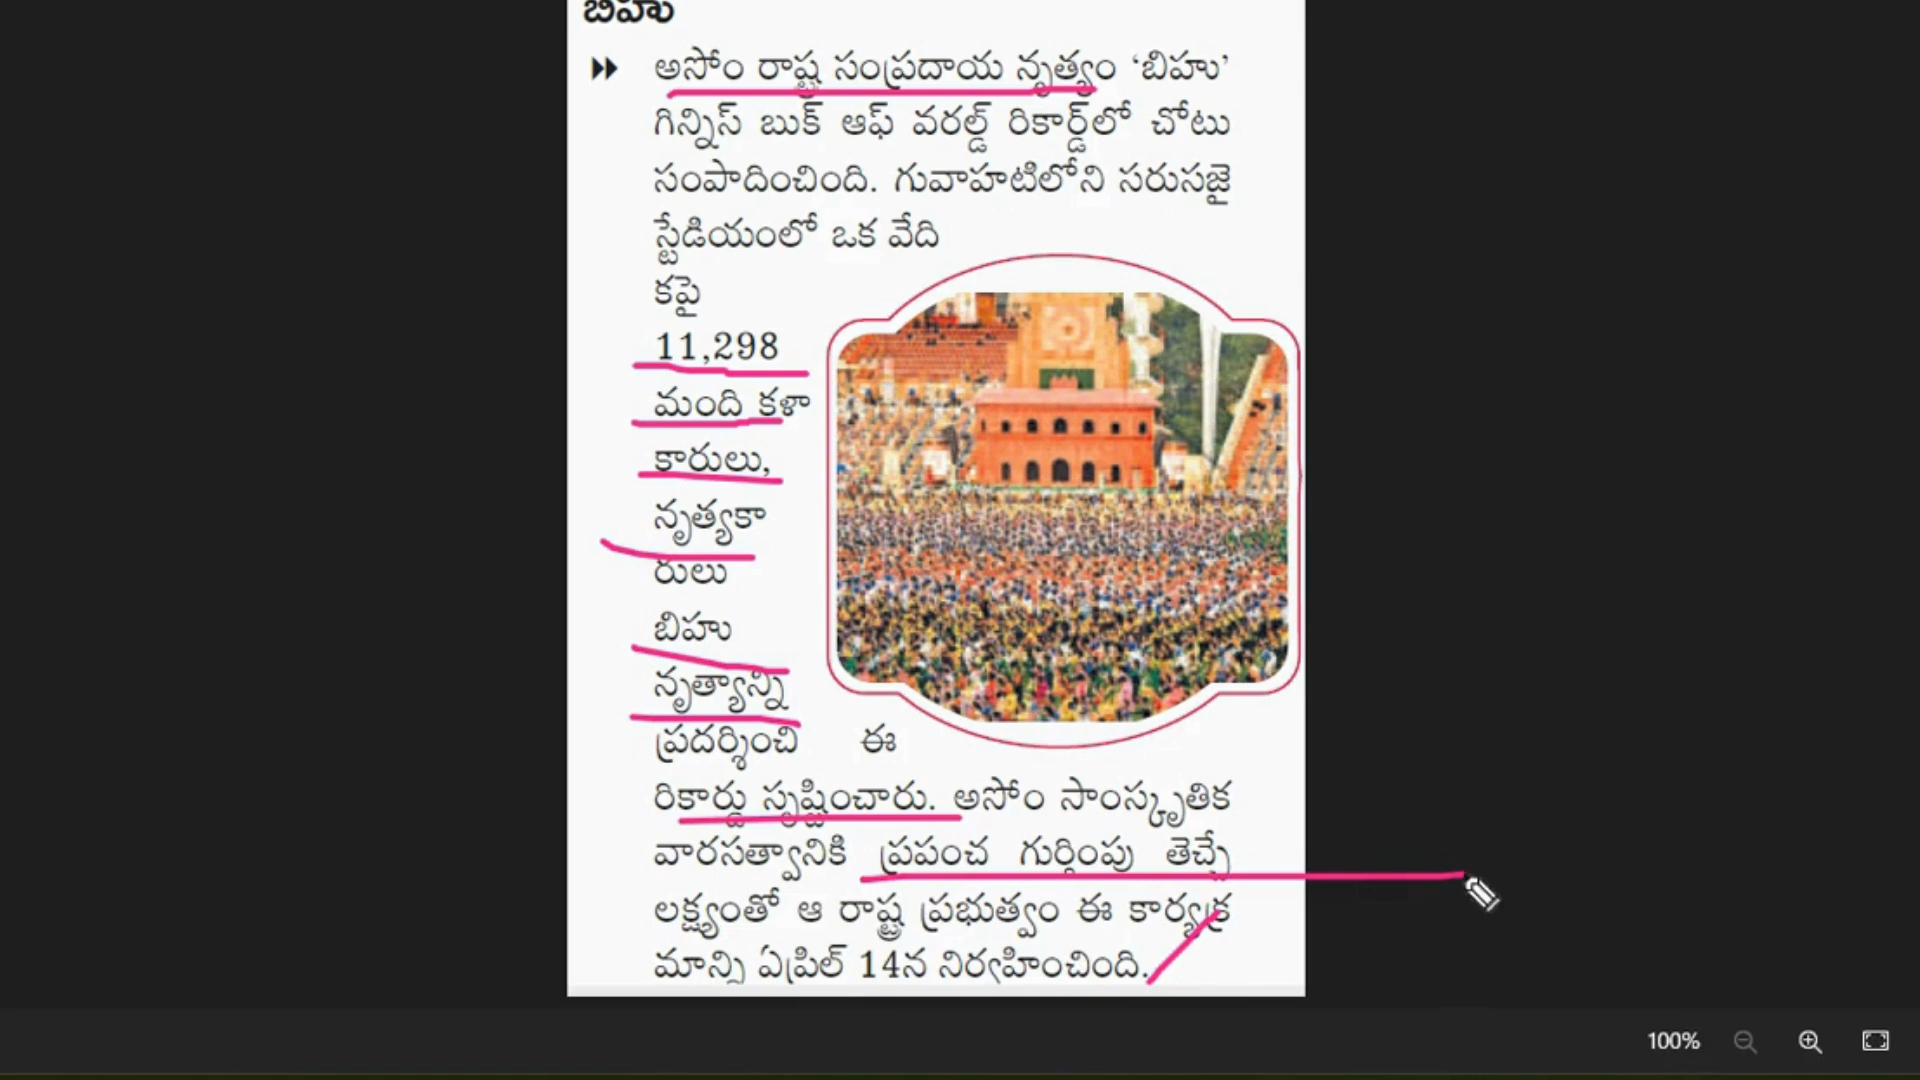 బిహు
అసోం రాష్ట్ర సంప్రదాయ నృత్యం ‘బిహు’
గిన్నిస్ బుక్ ఆఫ్ వరల్డ్ రికార్డ్‌లో చోటు
సంపాదించింది. గువాహటిలోని సరుసజై
స్టేడియంలో ఒక వేది
కపై
11,298
మంది కళా
కారులు,
నృత్యకా
రులు
బిహు
నృత్యాన్ని
ప్రదర్శించి ఈ
రికార్డు సృష్టించారు. అసోం సాంస్కృతిక
వారసత్వానికి ప్రపంచ గుర్తింపు తెచ్చే
లక్ష్యంతో ఆ రాష్ట్ర ప్రభుత్వం ఈ కార్యక్ర
మాన్ని ఏప్రిల్ 14న నిర్వహించింది.
100%